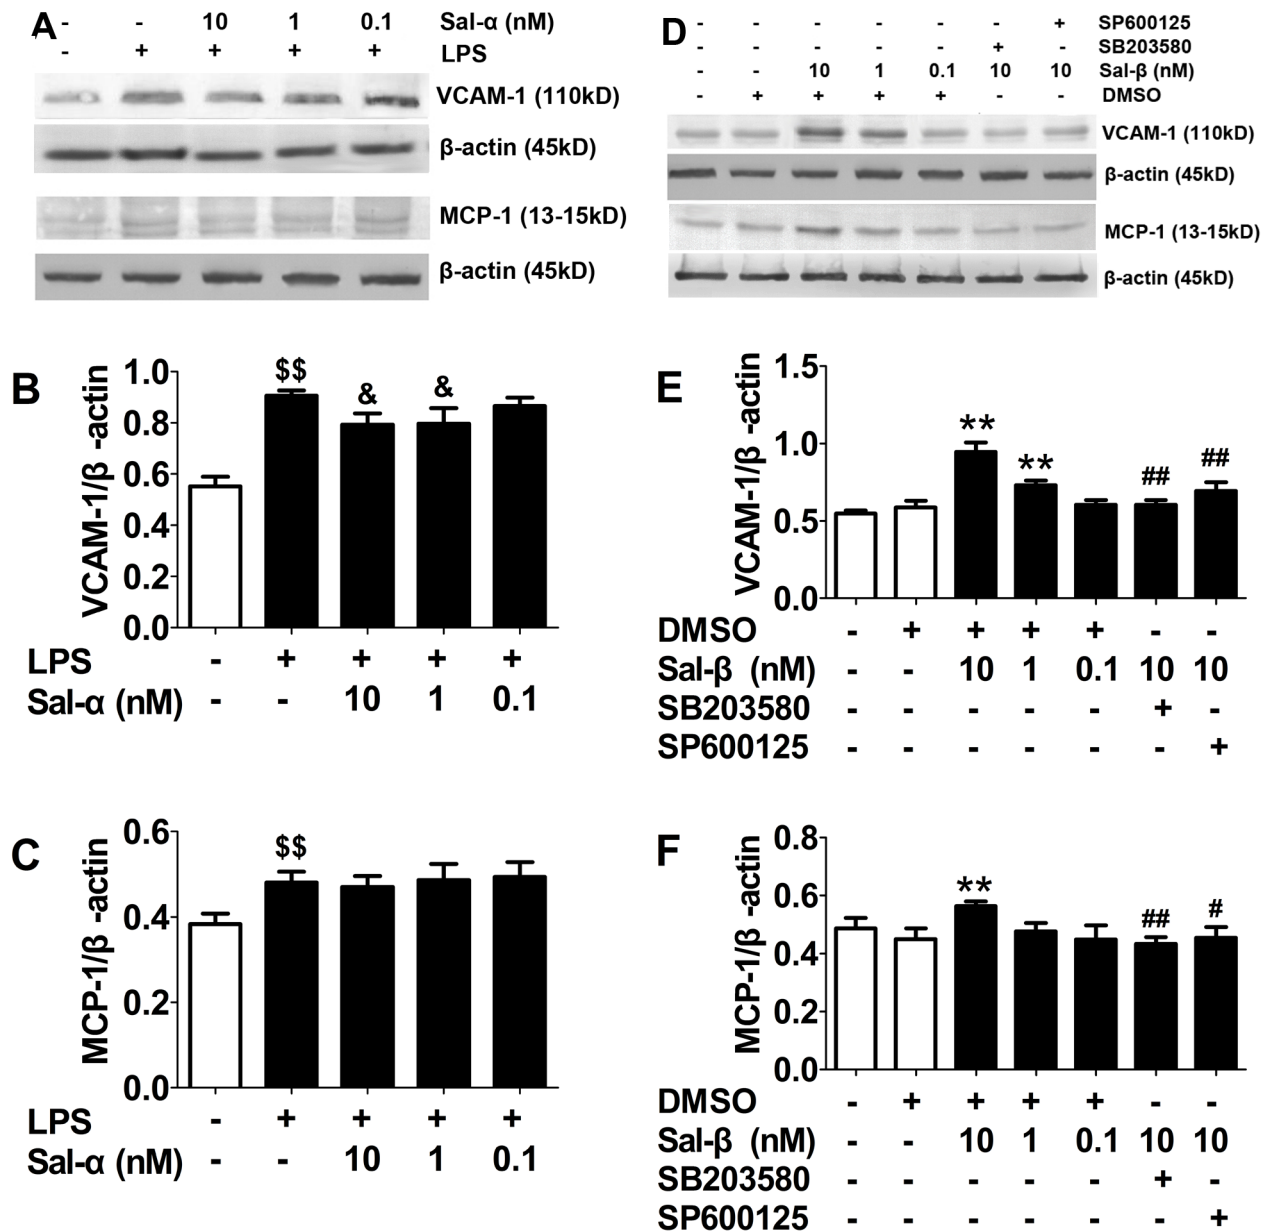 A
- - 10 1 0.1 Sal-α (nM)
- + + + + LPS
VCAM-1 (110kD)
β-actin (45kD)
MCP-1 (13-15kD)
β-actin (45kD)
D
- - - - - - + SP600125
- - - - - + - SB203580
- - 10 1 0.1 10 10 Sal-β (nM)
- + + + + - - DMSO
VCAM-1 (110kD)
β-actin (45kD)
MCP-1 (13-15kD)
β-actin (45kD)
B
VCAM-1/β -actin
1.0
0.8
0.6
0.4
0.2
0.0
$$
&
&
LPS - + + + +
Sal-α (nM) - - 10 1 0.1
E
VCAM-1/β -actin
1.5
1.0
0.5
0.0
**
**
##
##
DMSO - + + + + - -
Sal-β (nM) - - 10 1 0.1 10 10
SB203580 - - - - - + -
SP600125 - - - - - - +
C
MCP-1/β -actin
0.6
0.4
0.2
0.0
$$
LPS - + + + +
Sal-α (nM) - - 10 1 0.1
F
MCP-1/β -actin
0.8
0.6
0.4
0.2
0.0
**
##
#
DMSO - + + + + - -
Sal-β (nM) - - 10 1 0.1 10 10
SB203580 - - - - - + -
SP600125 - - - - - - +